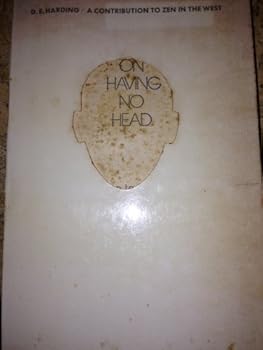 D. E. HARDING · A CONTRIBUTION TO ZEN IN THE WEST
ON
HAVING
NO
HEAD